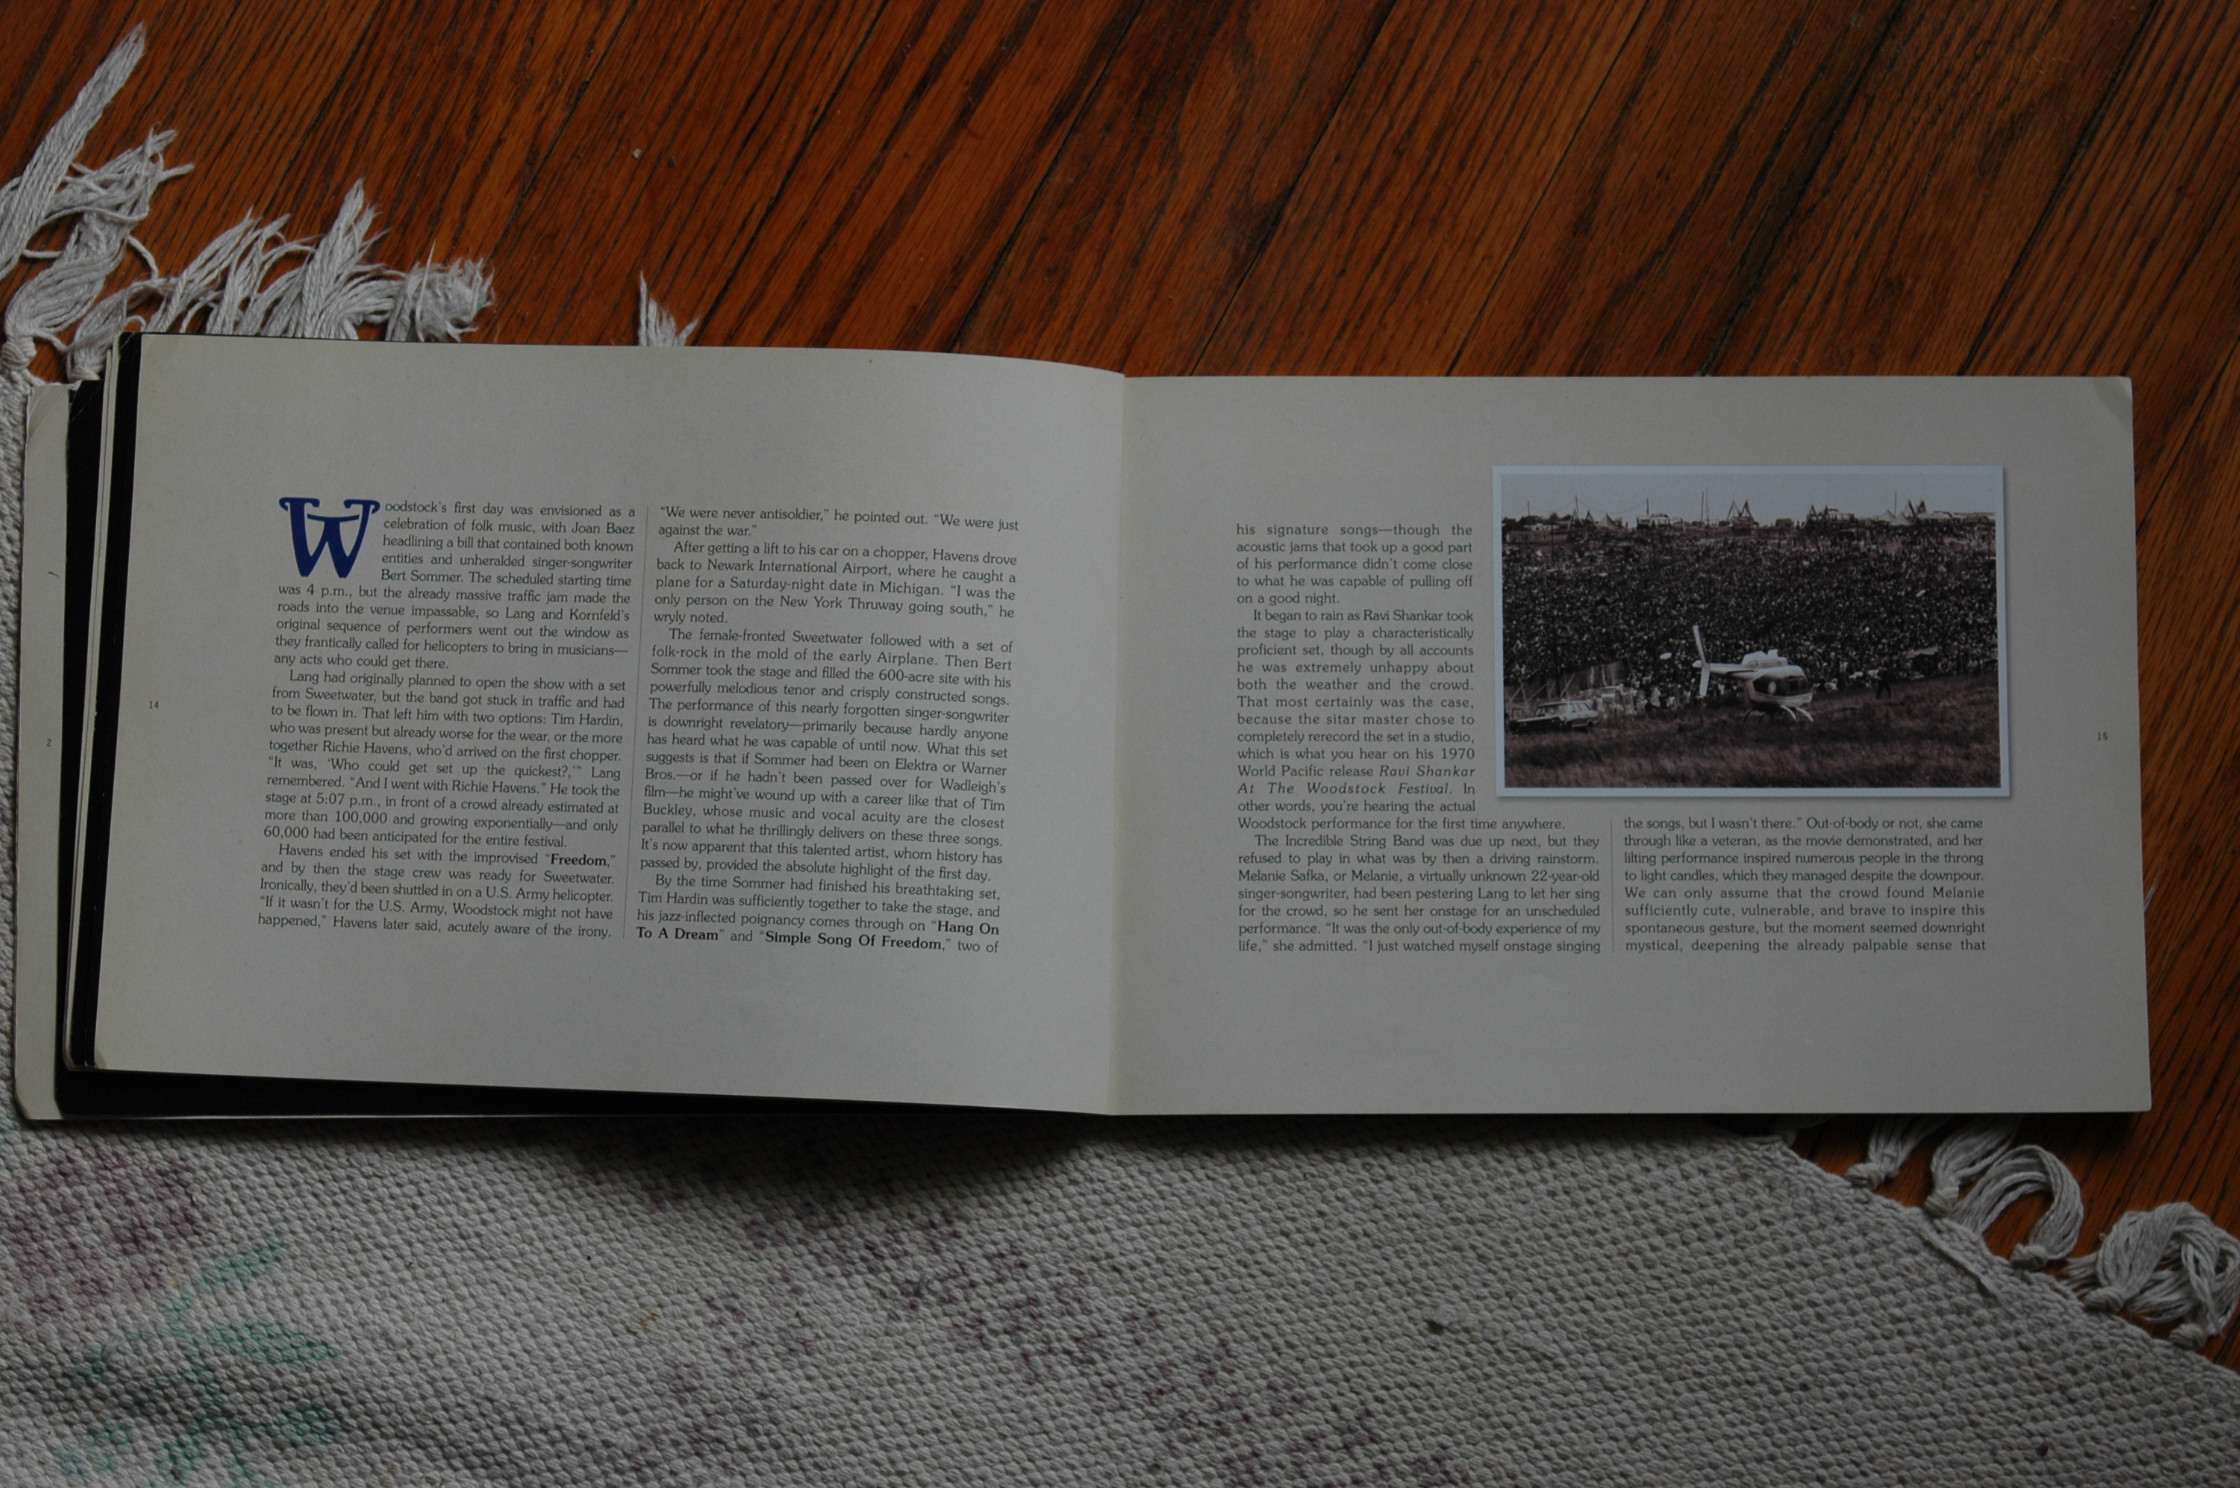 Woodstock's first day was envisioned as a
celebration of folk music, with Joan Baez
headlining a bill that contained both known
entities and unheralded singer-songwriter
Bert Sommer. The scheduled starting time
was 4 p.m., but the already massive traffic jam made the
roads into the venue impassable, so Lang and Kornfeld's
original sequence of performers went out the window as
they frantically called for helicopters to bring in musicians—
any acts who could get there.
Lang had originally planned to open the show with a set
from Sweetwater, but the band got stuck in traffic and had
to be flown in. That left him with two options: Tim Hardin,
who was present but already worse for the wear, or the more
together Richie Havens, who'd arrived on the first chopper.
"It was, 'Who could get set up the quickest?,'" Lang
remembered. "And I went with Richie Havens." He took the
stage at 5:07 p.m., in front of a crowd already estimated at
more than 100,000 and growing exponentially—and only
60,000 had been anticipated for the entire festival.
Havens ended his set with the improvised "Freedom,"
and by then the stage crew was ready for Sweetwater.
Ironically, they'd been shuttled in on a U.S. Army helicopter.
"If it wasn't for the U.S. Army, Woodstock might not have
happened," Havens later said, acutely aware of the irony.
"We were never antisoldier," he pointed out. "We were just
against the war."
After getting a lift to his car on a chopper, Havens drove
back to Newark International Airport, where he caught a
plane for a Saturday-night date in Michigan. "I was the
only person on the New York Thruway going south," he
wryly noted.
The female-fronted Sweetwater followed with a set of
folk-rock in the mold of the early Airplane. Then Bert
Sommer took the stage and filled the 600-acre site with his
powerfully melodious tenor and crisply constructed songs.
The performance of this nearly forgotten singer-songwriter
is downright revelatory—primarily because hardly anyone
has heard what he was capable of until now. What this set
suggests is that if Sommer had been on Elektra or Warner
Bros.—or if he hadn't been passed over for Wadleigh's
film—he might've wound up with a career like that of Tim
Buckley, whose music and vocal acuity are the closest
parallel to what he thrillingly delivers on these three songs.
It's now apparent that this talented artist, whom history has
passed by, provided the absolute highlight of the first day.
By the time Sommer had finished his breathtaking set,
Tim Hardin was sufficiently together to take the stage, and
his jazz-inflected poignancy comes through on "Hang On
To A Dream" and "Simple Song Of Freedom," two of
14
2
his signature songs—though the
acoustic jams that took up a good part
of his performance didn't come close
to what he was capable of pulling off
on a good night.
It began to rain as Ravi Shankar took
the stage to play a characteristically
proficient set, though by all accounts
he was extremely unhappy about
both the weather and the crowd.
That most certainly was the case,
because the sitar master chose to
completely rerecord the set in a studio,
which is what you hear on his 1970
World Pacific release Ravi Shankar
At The Woodstock Festival. In
other words, you're hearing the actual
Woodstock performance for the first time anywhere.
The Incredible String Band was due up next, but they
refused to play in what was by then a driving rainstorm.
Melanie Safka, or Melanie, a virtually unknown 22-year-old
singer-songwriter, had been pestering Lang to let her sing
for the crowd, so he sent her onstage for an unscheduled
performance. "It was the only out-of-body experience of my
life," she admitted. "I just watched myself onstage singing
the songs, but I wasn't there." Out-of-body or not, she came
through like a veteran, as the movie demonstrated, and her
lilting performance inspired numerous people in the throng
to light candles, which they managed despite the downpour.
We can only assume that the crowd found Melanie
sufficiently cute, vulnerable, and brave to inspire this
spontaneous gesture, but the moment seemed downright
mystical, deepening the already palpable sense that
15